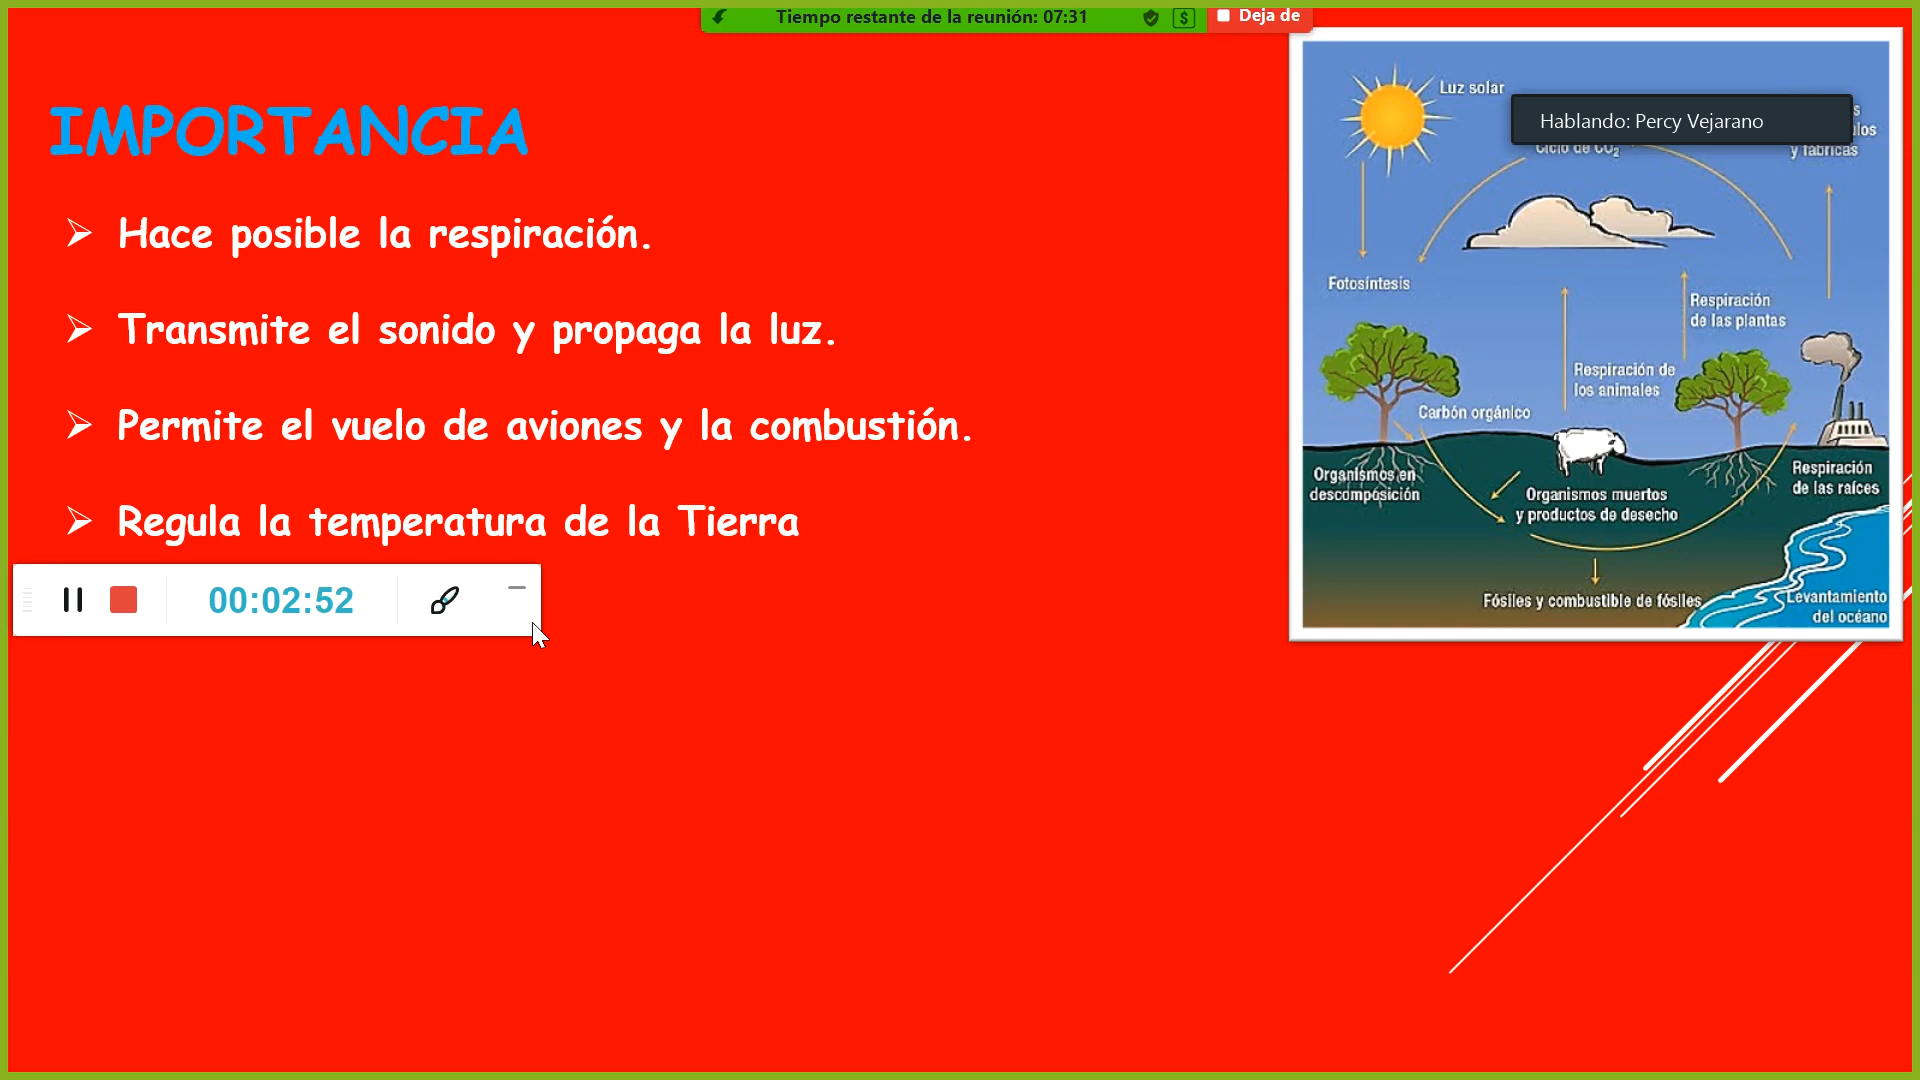 Tiempo restante de la reunión: 07:31
Deja de
IMPORTANCIA
Hace posible la respiración.
Transmite el sonido y propaga la luz.
Permite el vuelo de aviones y la combustión.
Regula la temperatura de la Tierra
00:02:52
Luz solar
Hablando: Percy Vejarano
Ciclo de CO₂
y fábricas
Fotosíntesis
Respiración
de las plantas
Respiración de
los animales
Carbón orgánico
Organismos en
descomposición
Organismos muertos
y productos de desecho
Respiración
de las raíces
Fósiles y combustible de fósiles
Levantamiento
del océano